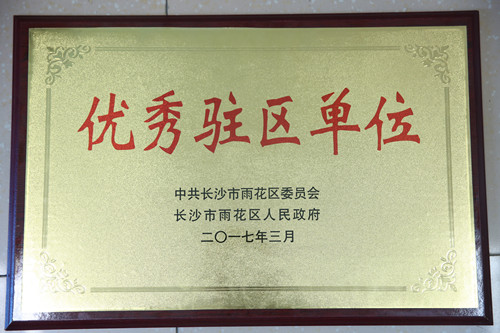 优秀驻区单位
中共长沙市雨花区委员会
长沙市雨花区人民政府
二〇一七年三月